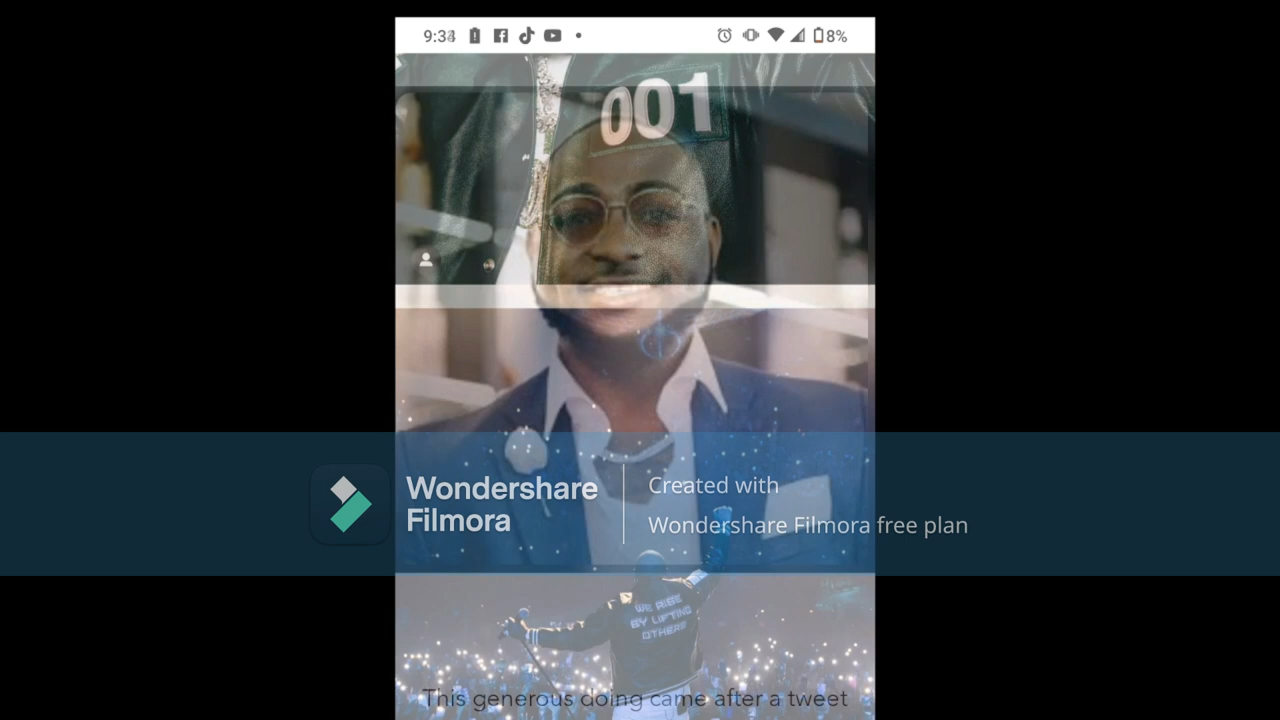 9:3
8%
001
Wondershare
Filmora
Created with
Wondershare Filmora free plan
WE RISE
BY LIFTING
OTHERS
This generous doing came after a tweet